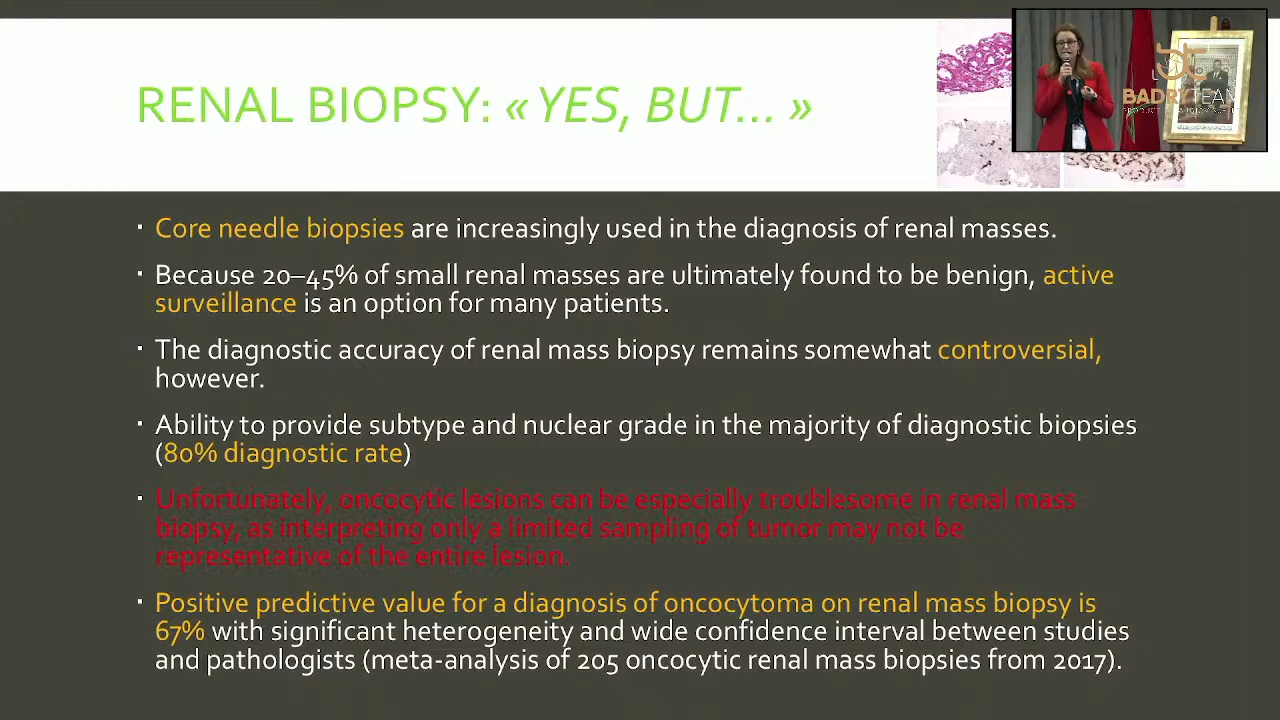 RENAL BIOPSY: « YES, BUT... »
BADRYTEAM
▪ Core needle biopsies are increasingly used in the diagnosis of renal masses.
▪ Because 20–45% of small renal masses are ultimately found to be benign, active
surveillance is an option for many patients.
▪ The diagnostic accuracy of renal mass biopsy remains somewhat controversial,
however.
▪ Ability to provide subtype and nuclear grade in the majority of diagnostic biopsies
(80% diagnostic rate)
▪ Unfortunately, oncocytic lesions can be especially troublesome in renal mass
biopsy, as interpreting only a limited sampling of tumor may not be
representative of the entire lesion.
▪ Positive predictive value for a diagnosis of oncocytoma on renal mass biopsy is
67% with significant heterogeneity and wide confidence interval between studies
and pathologists (meta-analysis of 205 oncocytic renal mass biopsies from 2017).